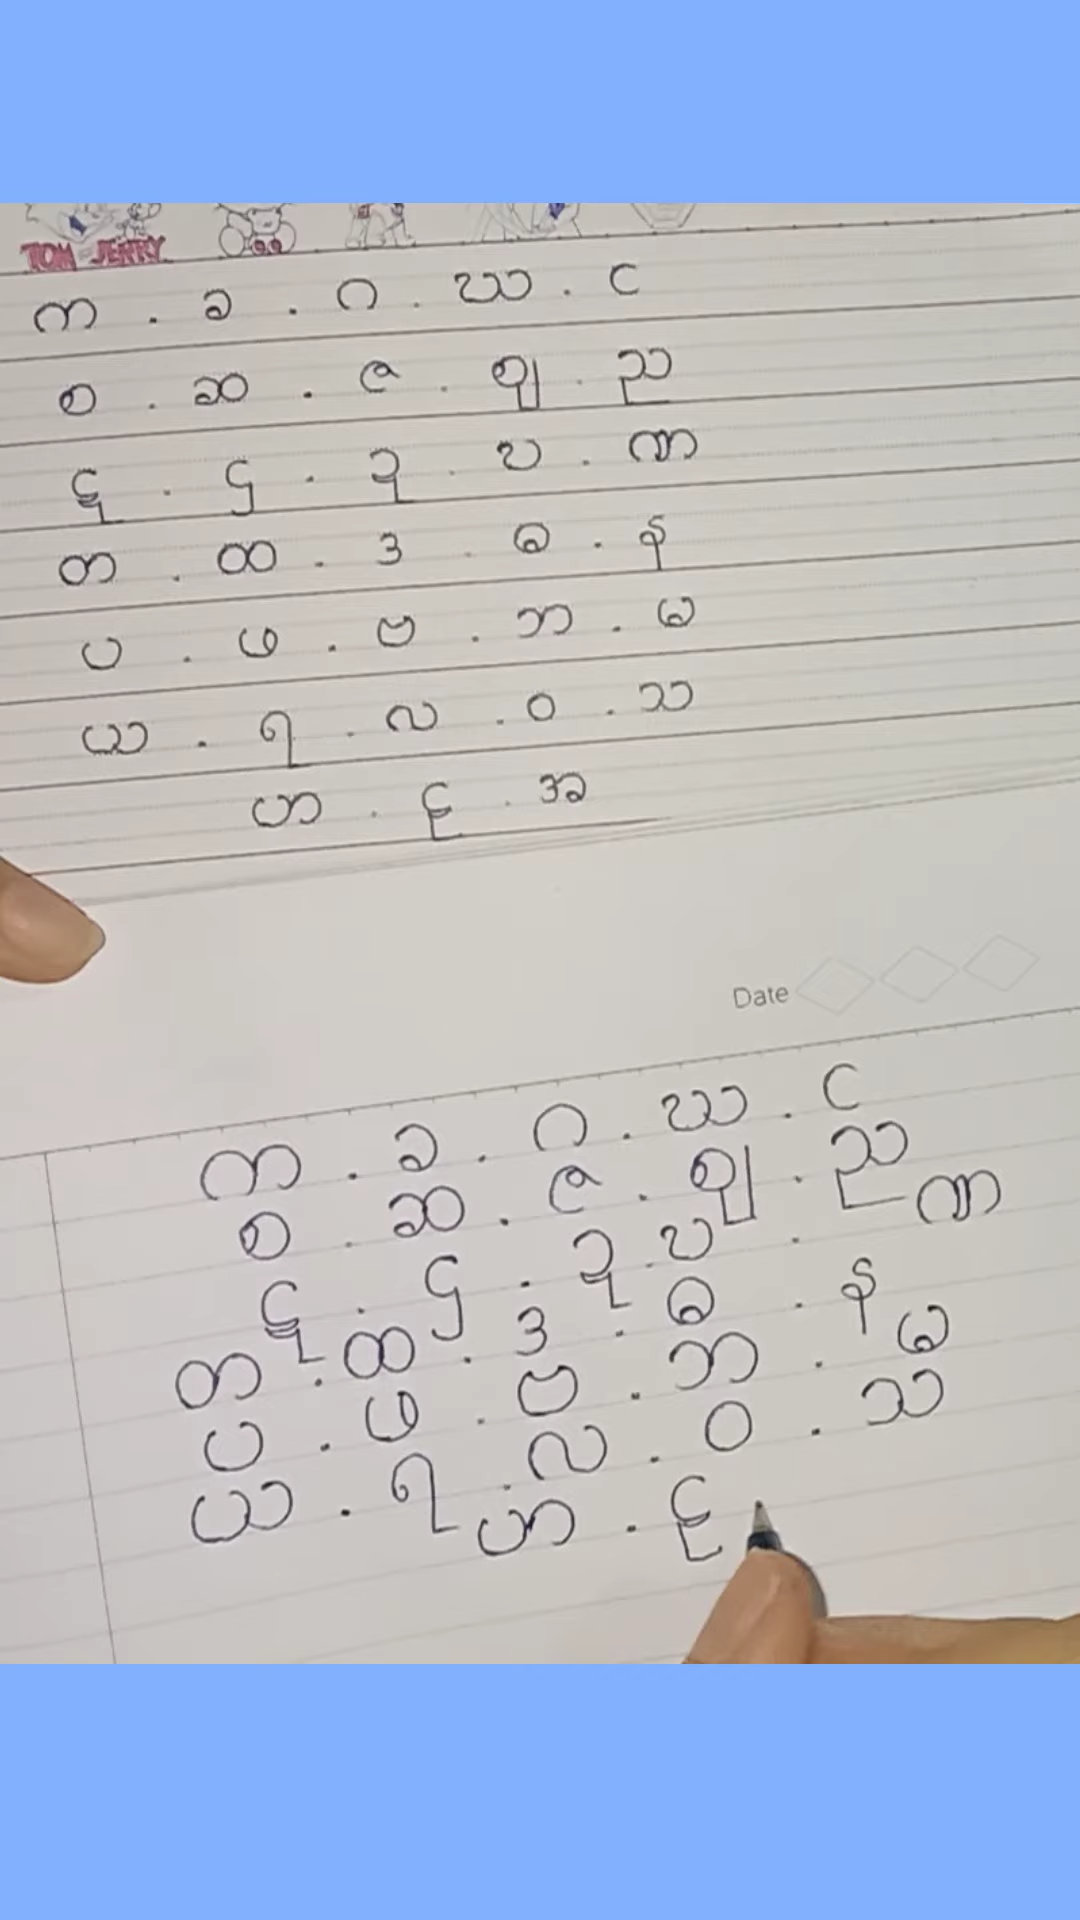 TOM JERRY
က . ခ . ဂ . ဃ . င
စ . ဆ . ဇ . ဈ . ည
ဋ . ဌ . ဍ . ဎ . ဏ
တ . ထ . ဒ . ဓ . န
ပ . ဖ . ဗ . ဘ . မ
ယ . ရ . လ . ဝ . သ
ဟ . ဠ . အ
Date
က . ခ . ဂ . ဃ . င
စ . ဆ . ဇ . ဈ . ည
ဋ . ဌ . ဍ . ဎ . ဏ
တ . ထ . ဒ . ဓ . န
ပ . ဖ . ဗ . ဘ . မ
ယ . ရ . လ . ဝ . သ
ဟ . ဠ